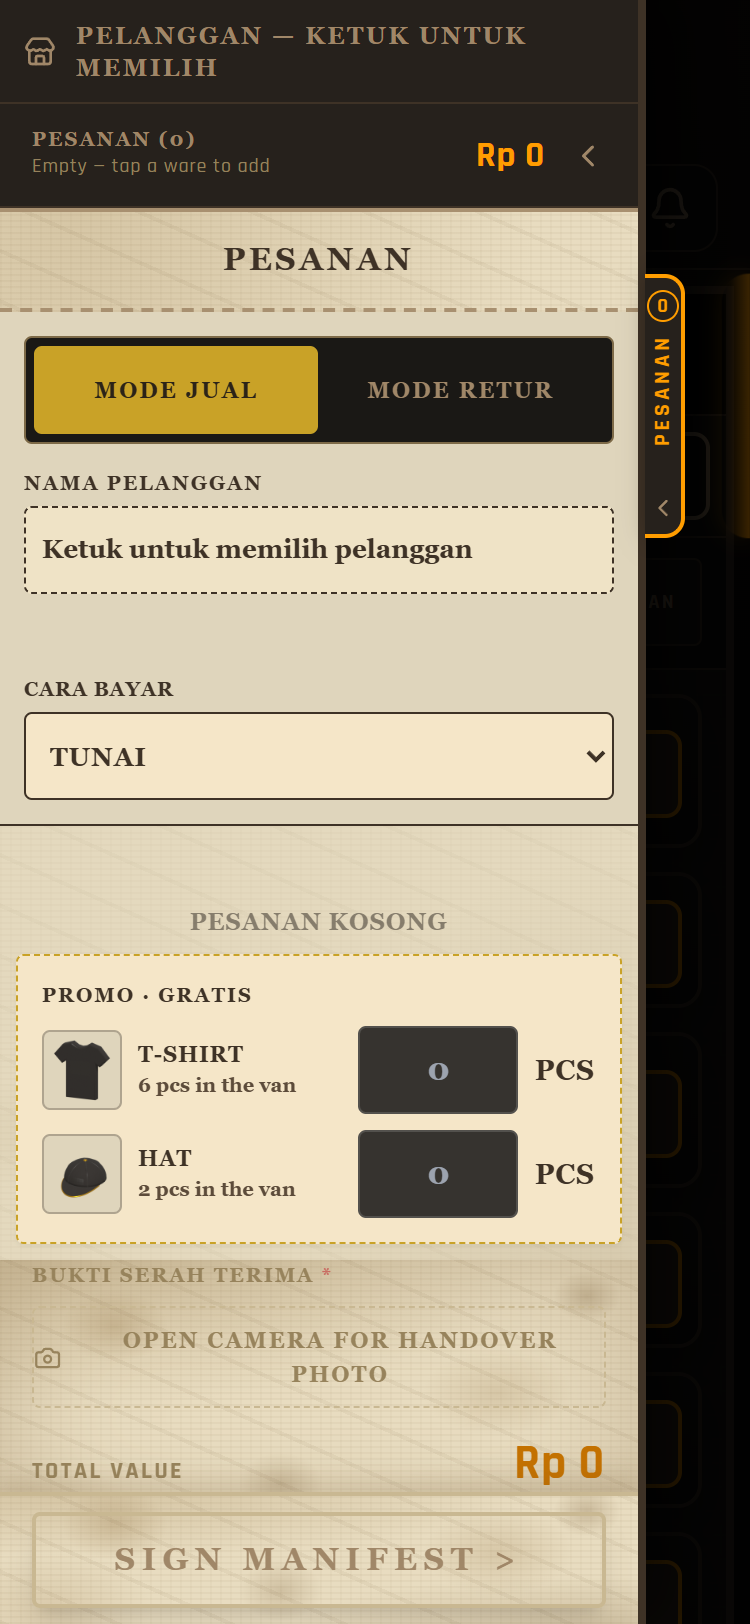 PELANGGAN — KETUK UNTUK
MEMILIH
PESANAN (0)
Empty — tap a ware to add
Rp 0
PESANAN
0
PESANAN
MODE JUAL
MODE RETUR
NAMA PELANGGAN
Ketuk untuk memilih pelanggan
AN
CARA BAYAR
TUNAI
PESANAN KOSONG
PROMO · GRATIS
T-SHIRT
6 pcs in the van
0
PCS
HAT
2 pcs in the van
0
PCS
BUKTI SERAH TERIMA *
OPEN CAMERA FOR HANDOVER
PHOTO
TOTAL VALUE
Rp 0
SIGN MANIFEST >